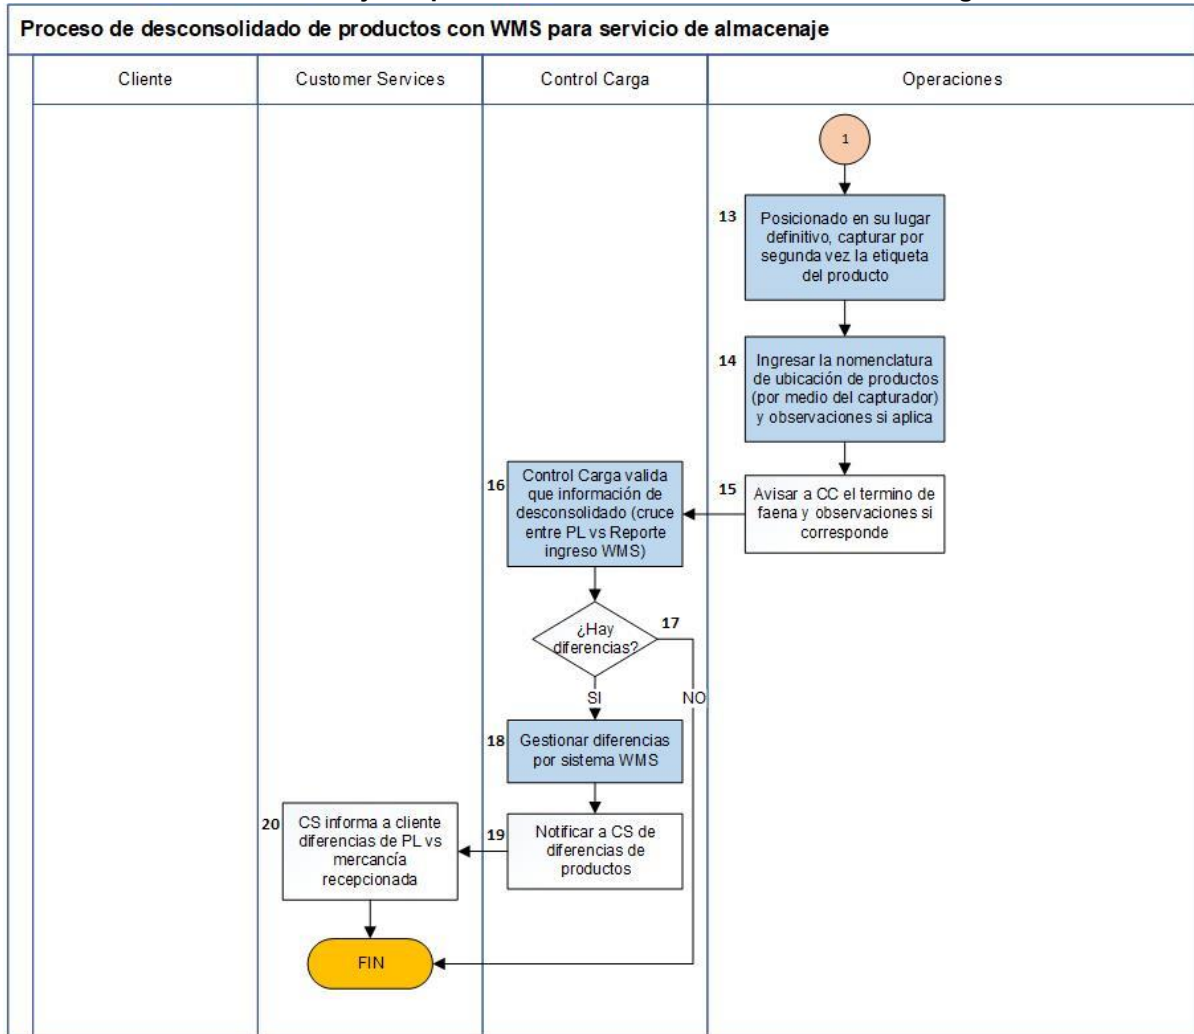 Proceso de desconsolidado de productos con WMS para servicio de almacenaje
Cliente
Customer Services
Control Carga
Operaciones
1
13
Posicionado en su lugar
definitivo, capturar por
segunda vez la etiqueta
del producto
14
Ingresar la nomenclatura
de ubicación de productos
(por medio del capturador)
y observaciones si aplica
15
Avisar a CC el termino de
faena y observaciones si
corresponde
16
Control Carga valida
que información de
desconsolidado (cruce
entre PL vs Reporte
ingreso WMS)
17
¿Hay
diferencias?
SI
NO
18
Gestionar diferencias
por sistema WMS
19
Notificar a CS de
diferencias de
productos
20
CS informa a cliente
diferencias de PL vs
mercancía
recepcionada
FIN